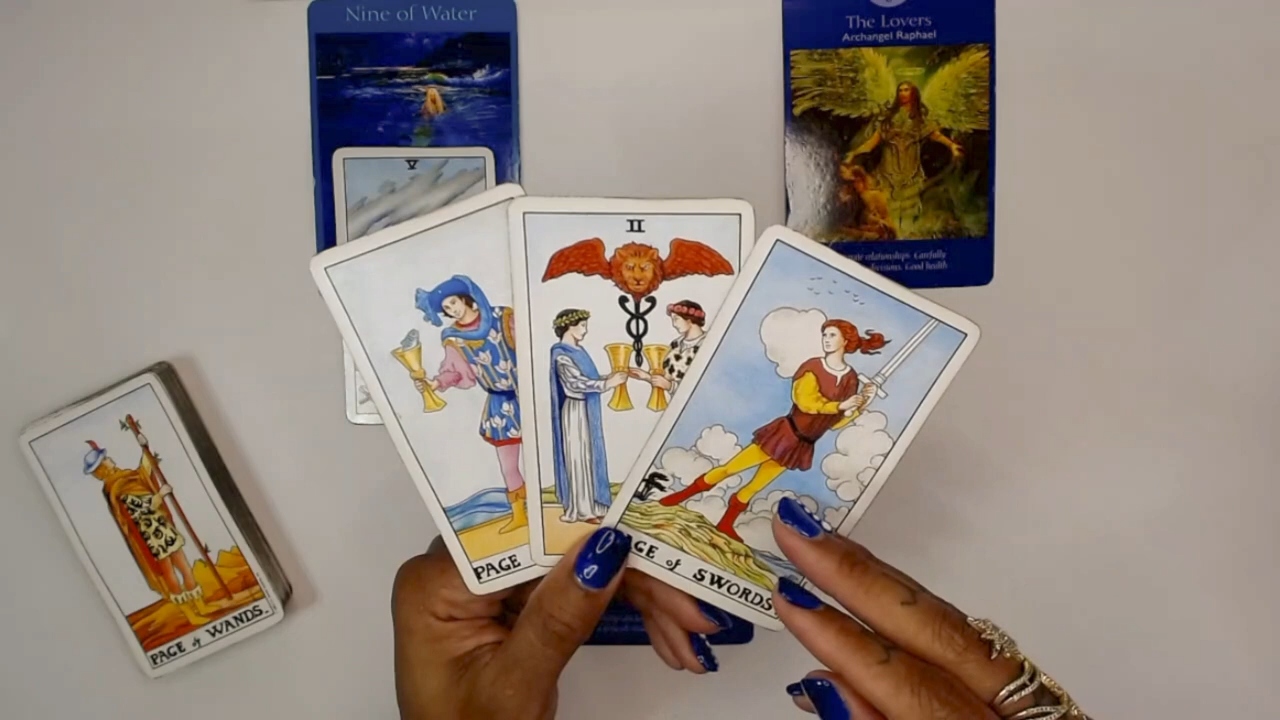 Nine of Water
The Lovers
Archangel Raphael
relationships. Carefully
decisions. Good health
V
II
PAGE
PAGE of SWORDS.
PAGE of WANDS.